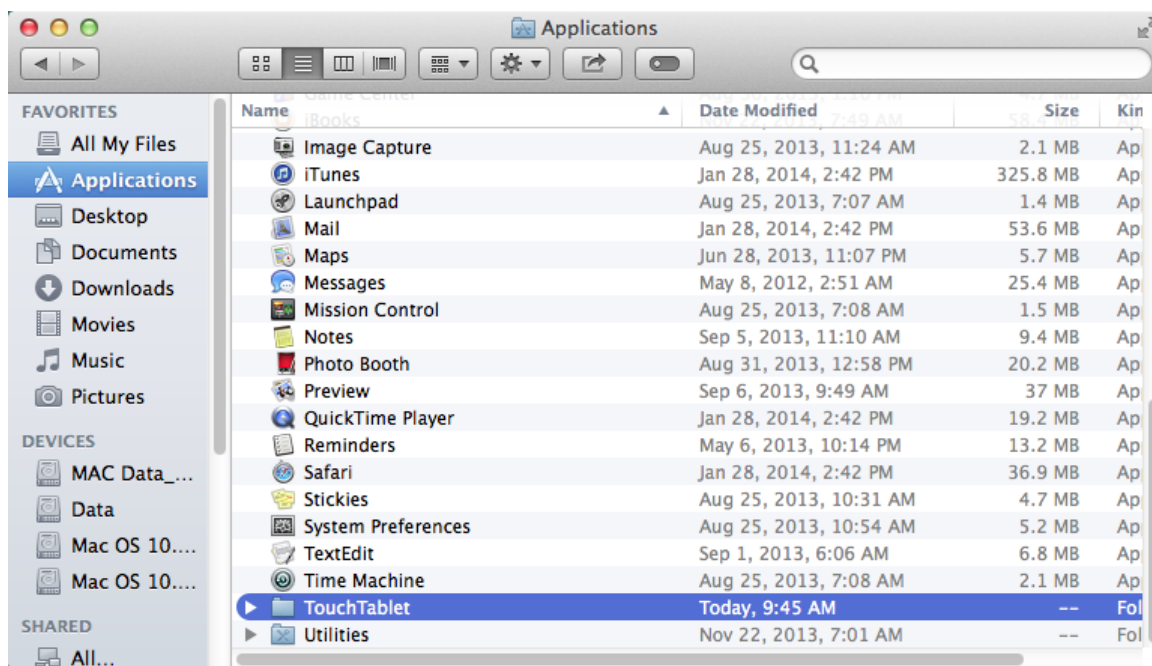 Applications
FAVORITES
All My Files
Applications
Desktop
Documents
Downloads
Movies
Music
Pictures
DEVICES
MAC Data_...
Data
Mac OS 10....
Mac OS 10....
SHARED
All...
Name Date Modified Size Kin
Game Center
iBooks Nov 22, 2013, 7:49 AM 58.4 MB Ap
Image Capture Aug 25, 2013, 11:24 AM 2.1 MB Ap
iTunes Jan 28, 2014, 2:42 PM 325.8 MB Ap
Launchpad Aug 25, 2013, 7:07 AM 1.4 MB Ap
Mail Jan 28, 2014, 2:42 PM 53.6 MB Ap
Maps Jun 28, 2013, 11:07 PM 5.7 MB Ap
Messages May 8, 2012, 2:51 AM 25.4 MB Ap
Mission Control Aug 25, 2013, 7:08 AM 1.5 MB Ap
Notes Sep 5, 2013, 11:10 AM 9.4 MB Ap
Photo Booth Aug 31, 2013, 12:58 PM 20.2 MB Ap
Preview Sep 6, 2013, 9:49 AM 37 MB Ap
QuickTime Player Jan 28, 2014, 2:42 PM 19.2 MB Ap
Reminders May 6, 2013, 10:14 PM 13.2 MB Ap
Safari Jan 28, 2014, 2:42 PM 36.9 MB Ap
Stickies Aug 25, 2013, 10:31 AM 4.7 MB Ap
System Preferences Aug 25, 2013, 10:54 AM 5.2 MB Ap
TextEdit Sep 1, 2013, 6:06 AM 6.8 MB Ap
Time Machine Aug 25, 2013, 7:08 AM 2.1 MB Ap
TouchTablet Today, 9:45 AM -- Fol
Utilities Nov 22, 2013, 7:01 AM -- Fol